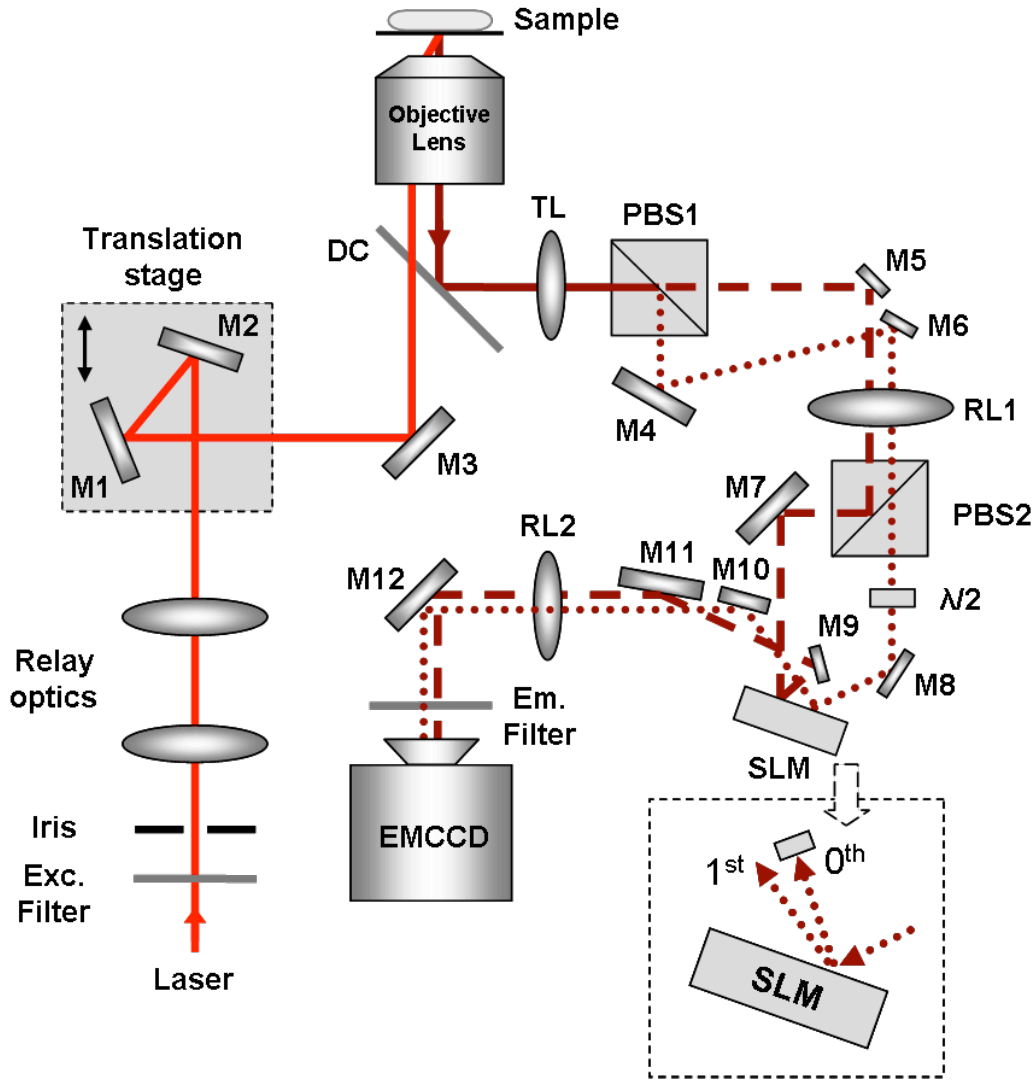 Sample
Objective
Lens
TL
PBS1
Translation
stage
DC
M5
M2
M6
M4
RL1
M1
M3
M7
PBS2
RL2
M11
M12
M10
λ/2
M9
Relay
optics
M8
Em.
Filter
SLM
Iris
EMCCD
0th
1st
Exc.
Filter
SLM
Laser